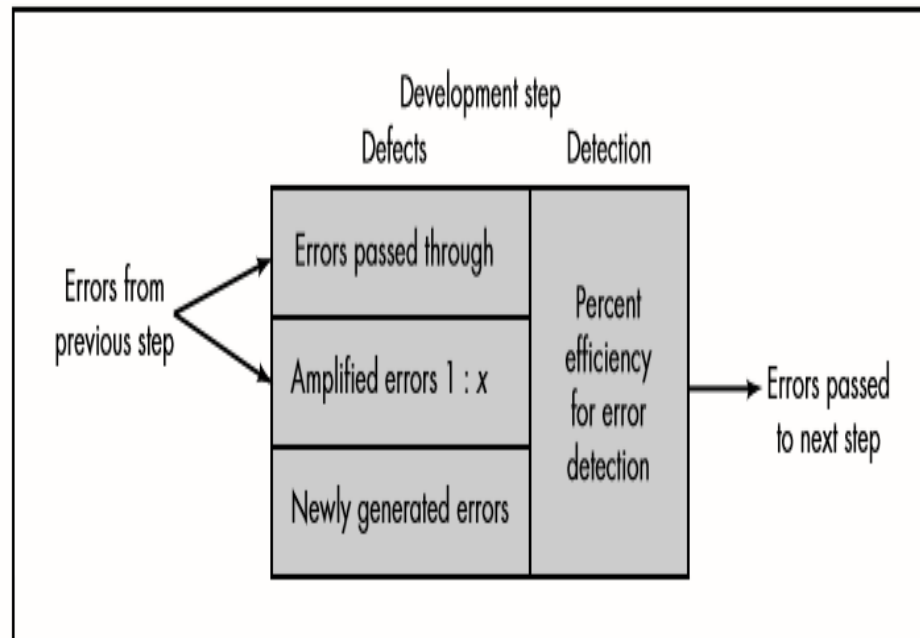 Development step
Defects
Detection
Errors from
previous step
Errors passed through
Amplified errors 1 : x
Newly generated errors
Percent
efficiency
for error
detection
Errors passed
to next step